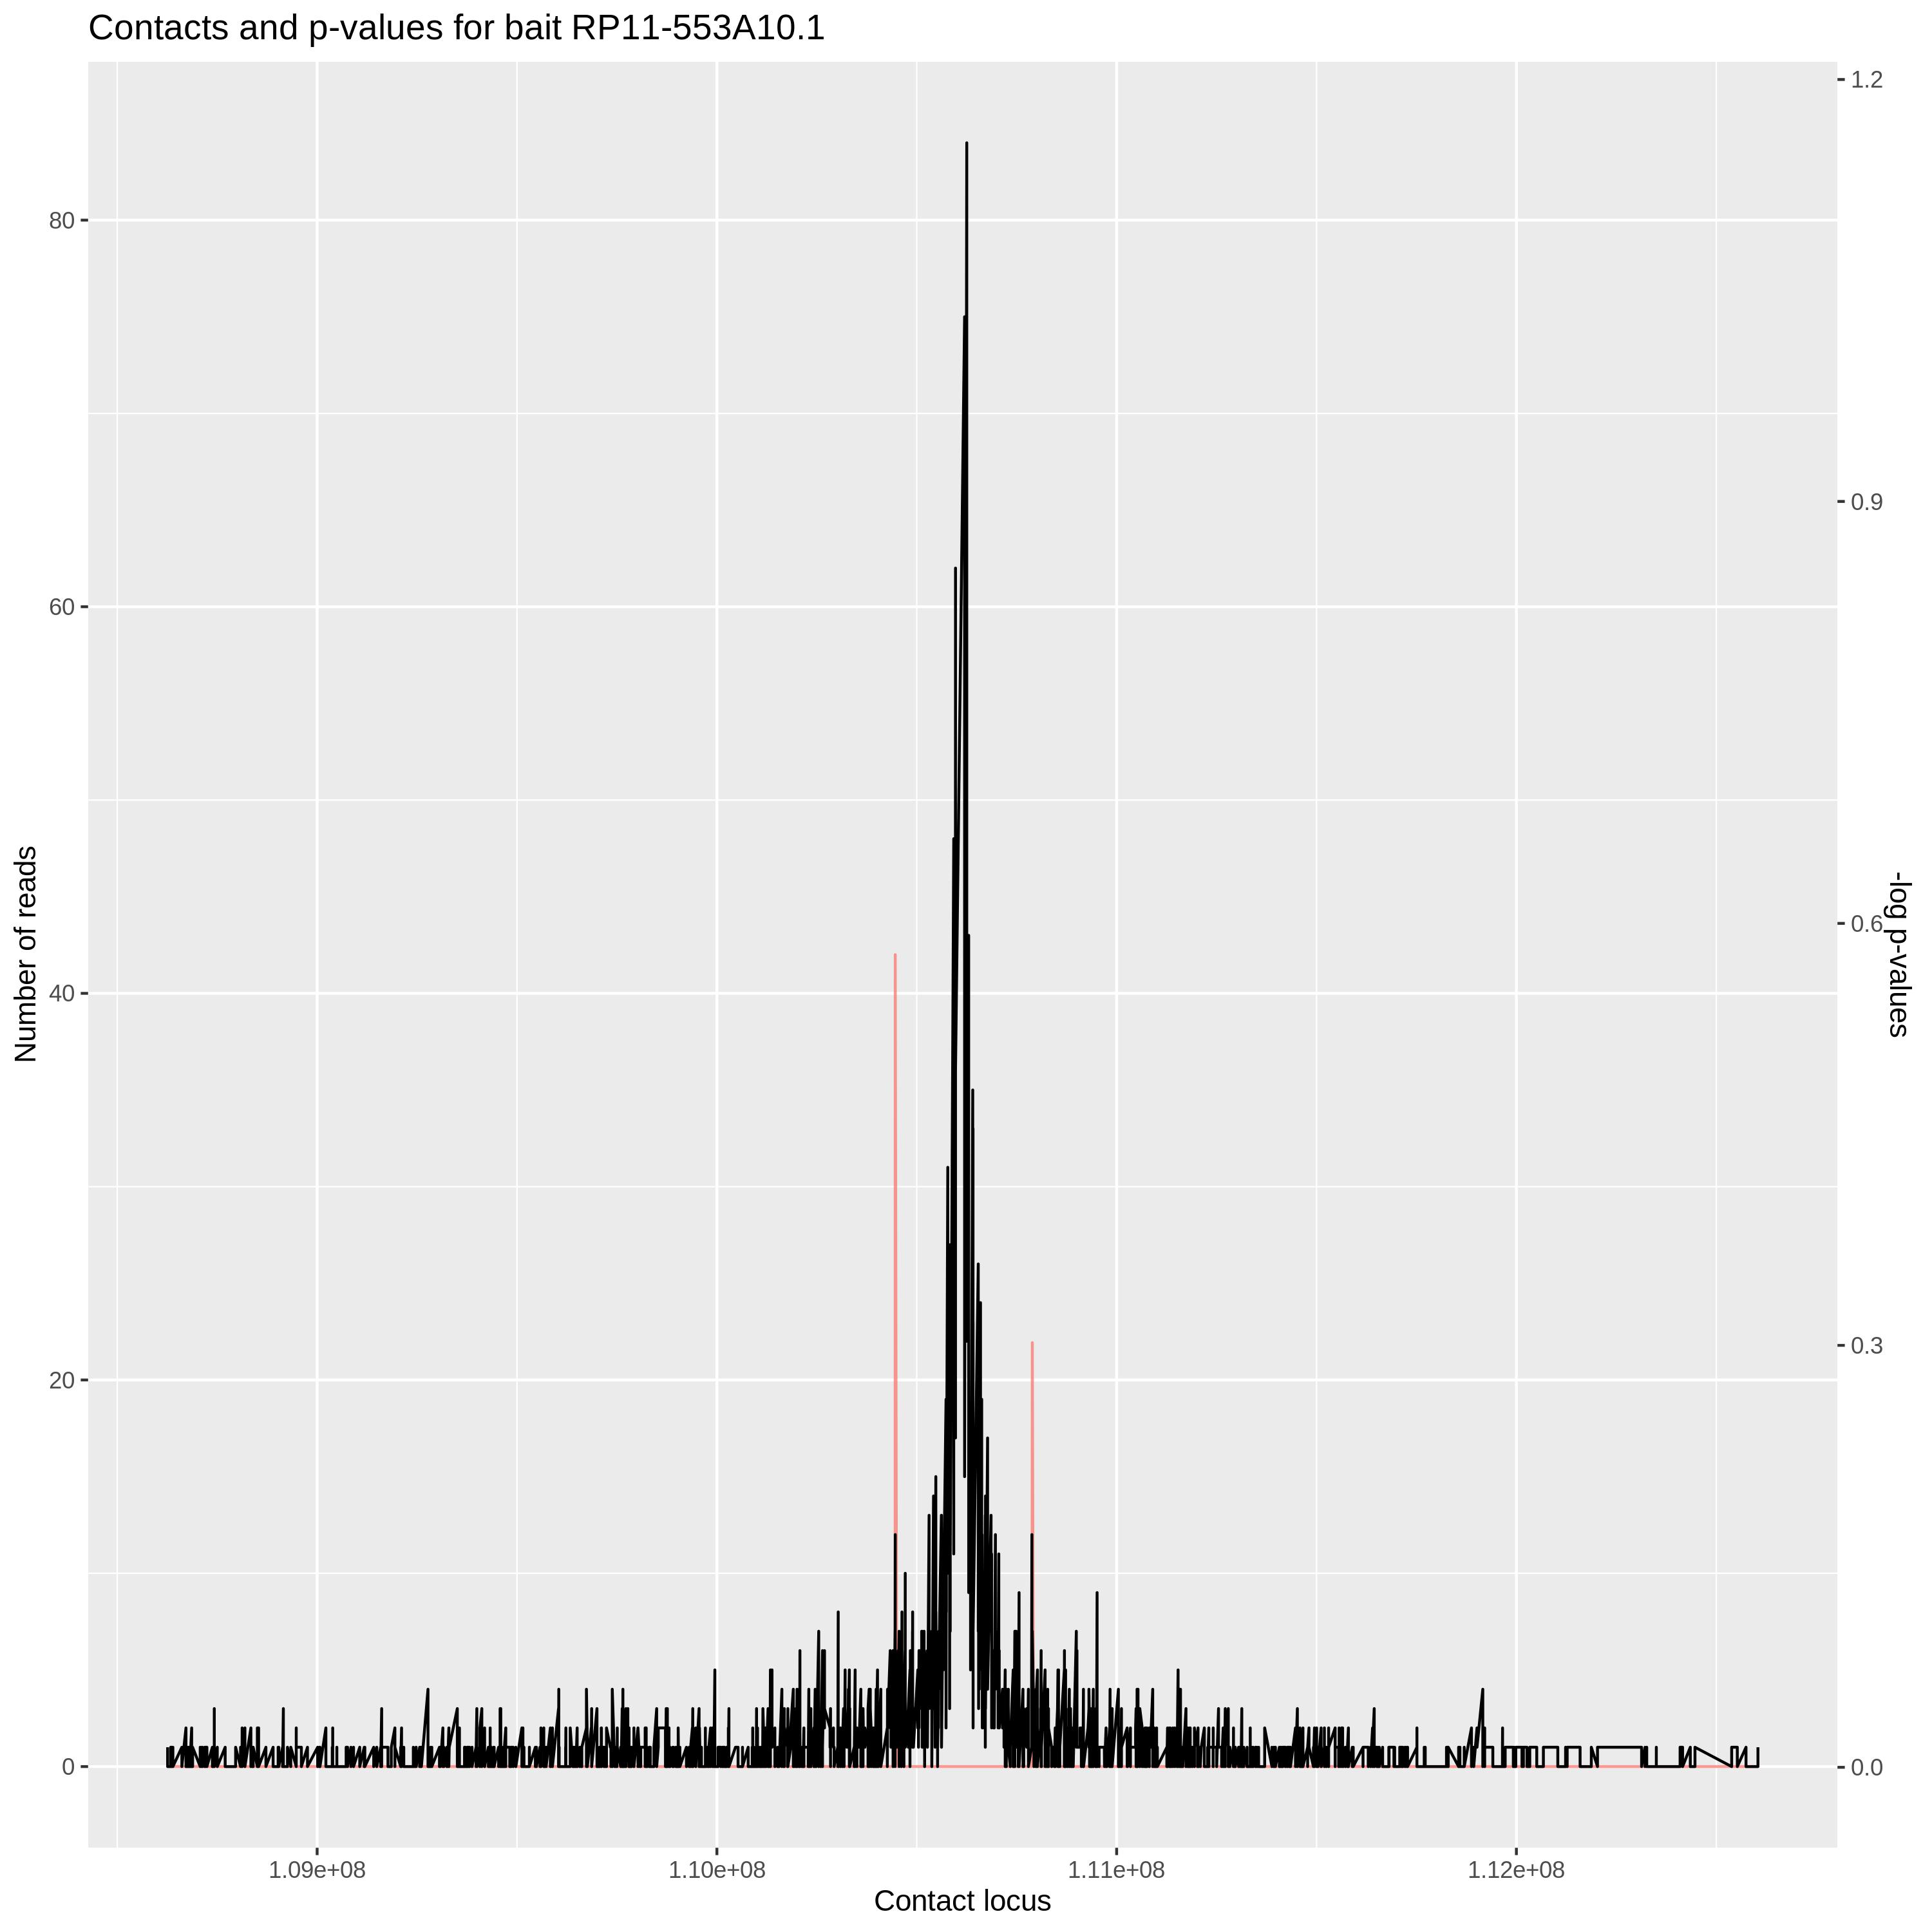 Contacts and p-values for bait RP11-553A10.1
80
60
40
20
0
Number of reads
1.2
0.9
0.6
0.3
0.0
-log p-values
1.09e+08
1.10e+08
1.11e+08
1.12e+08
Contact locus